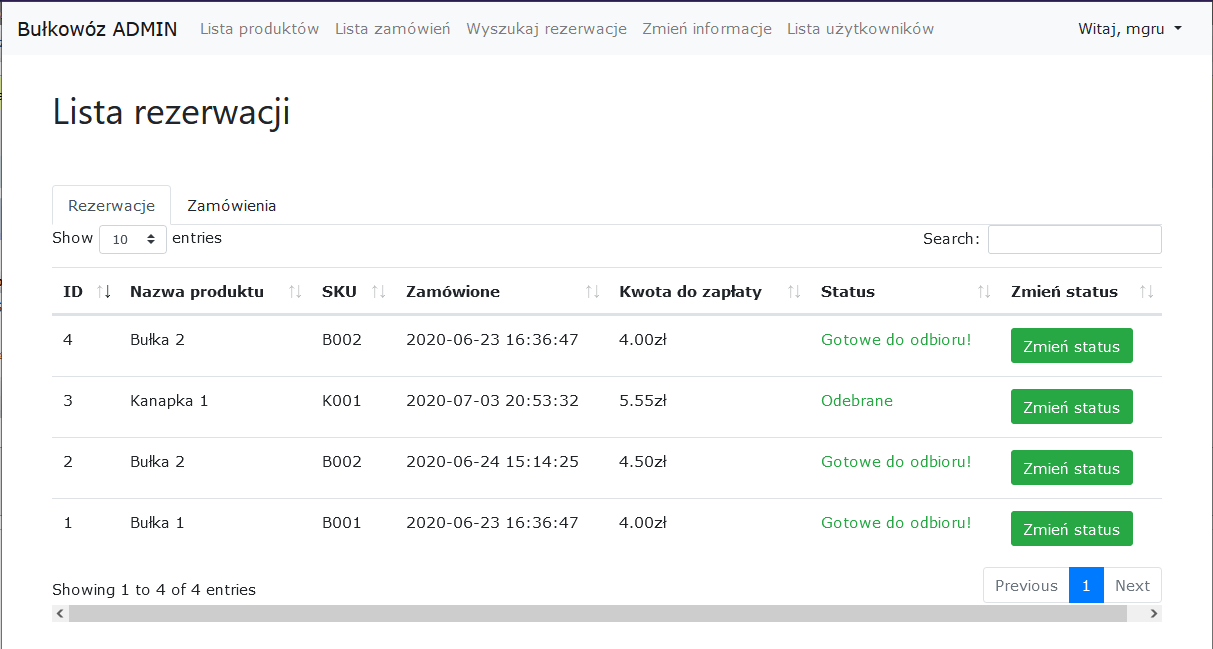 Bułkowóz ADMIN Lista produktów Lista zamówień Wyszukaj rezerwacje Zmień informacje Lista użytkowników Witaj, mgru
Lista rezerwacji
Rezerwacje Zamówienia
Show 10 entries Search:
ID Nazwa produktu SKU Zamówione Kwota do zapłaty Status Zmień status
4 Bułka 2 B002 2020-06-23 16:36:47 4.00zł Gotowe do odbioru! Zmień status
3 Kanapka 1 K001 2020-07-03 20:53:32 5.55zł Odebrane Zmień status
2 Bułka 2 B002 2020-06-24 15:14:25 4.50zł Gotowe do odbioru! Zmień status
1 Bułka 1 B001 2020-06-23 16:36:47 4.00zł Gotowe do odbioru! Zmień status
Showing 1 to 4 of 4 entries Previous 1 Next